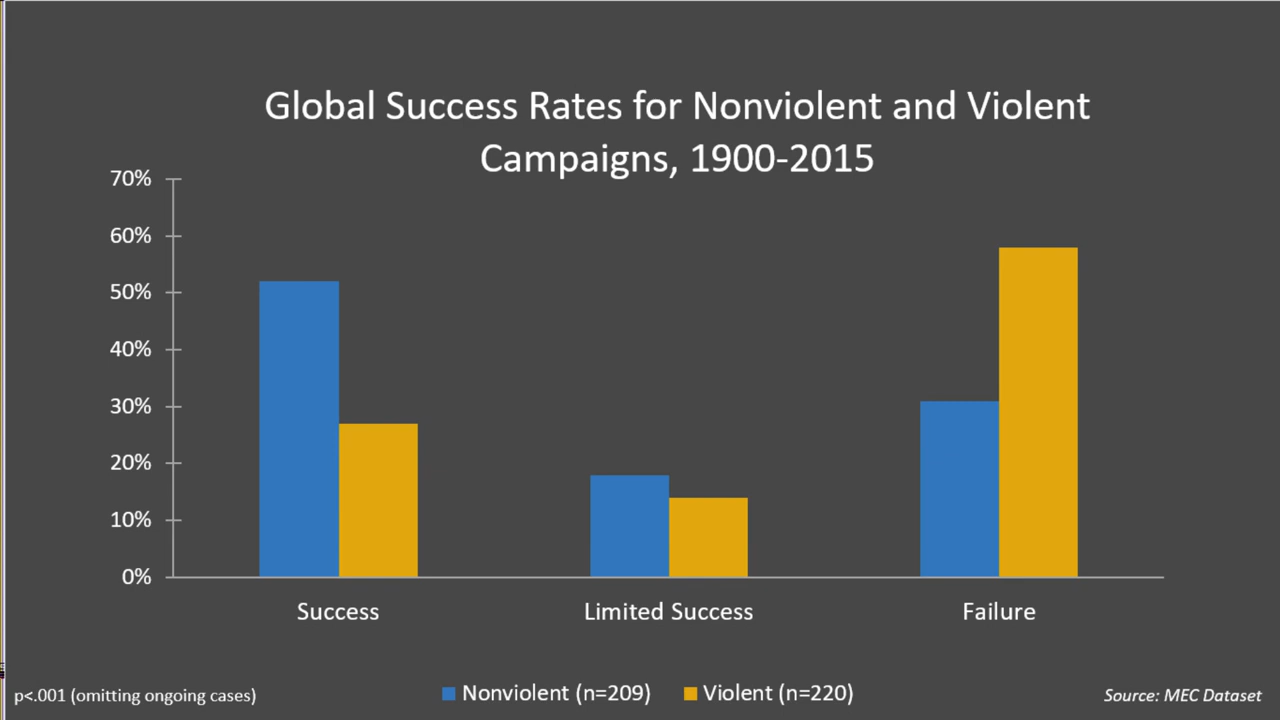 Global Success Rates for Nonviolent and Violent
Campaigns, 1900-2015
70%
60%
50%
40%
30%
20%
10%
0%
Success
Limited Success
Failure
p<.001 (omitting ongoing cases)
Nonviolent (n=209)
Violent (n=220)
Source: MEC Dataset